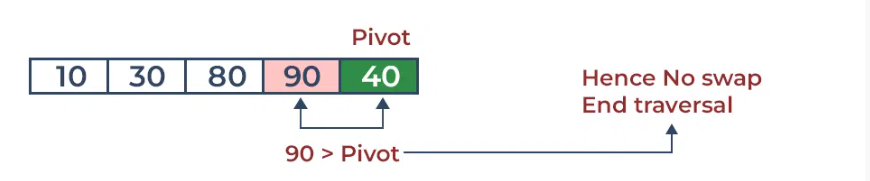 Pivot
10 30 80 90 40
Hence No swap
End traversal
90 > Pivot